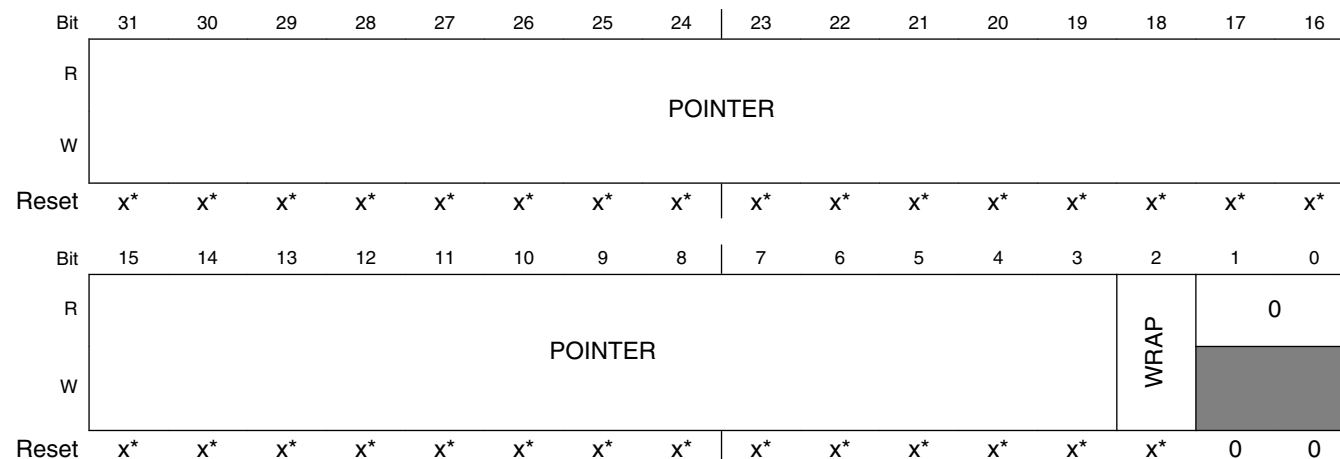 Bit 31 30 29 28 27 26 25 24 23 22 21 20 19 18 17 16
R
POINTER
W
Reset x* x* x* x* x* x* x* x* x* x* x* x* x* x* x* x*
Bit 15 14 13 12 11 10 9 8 7 6 5 4 3 2 1 0
R 0
POINTER WRAP
W
Reset x* x* x* x* x* x* x* x* x* x* x* x* x* x* 0 0